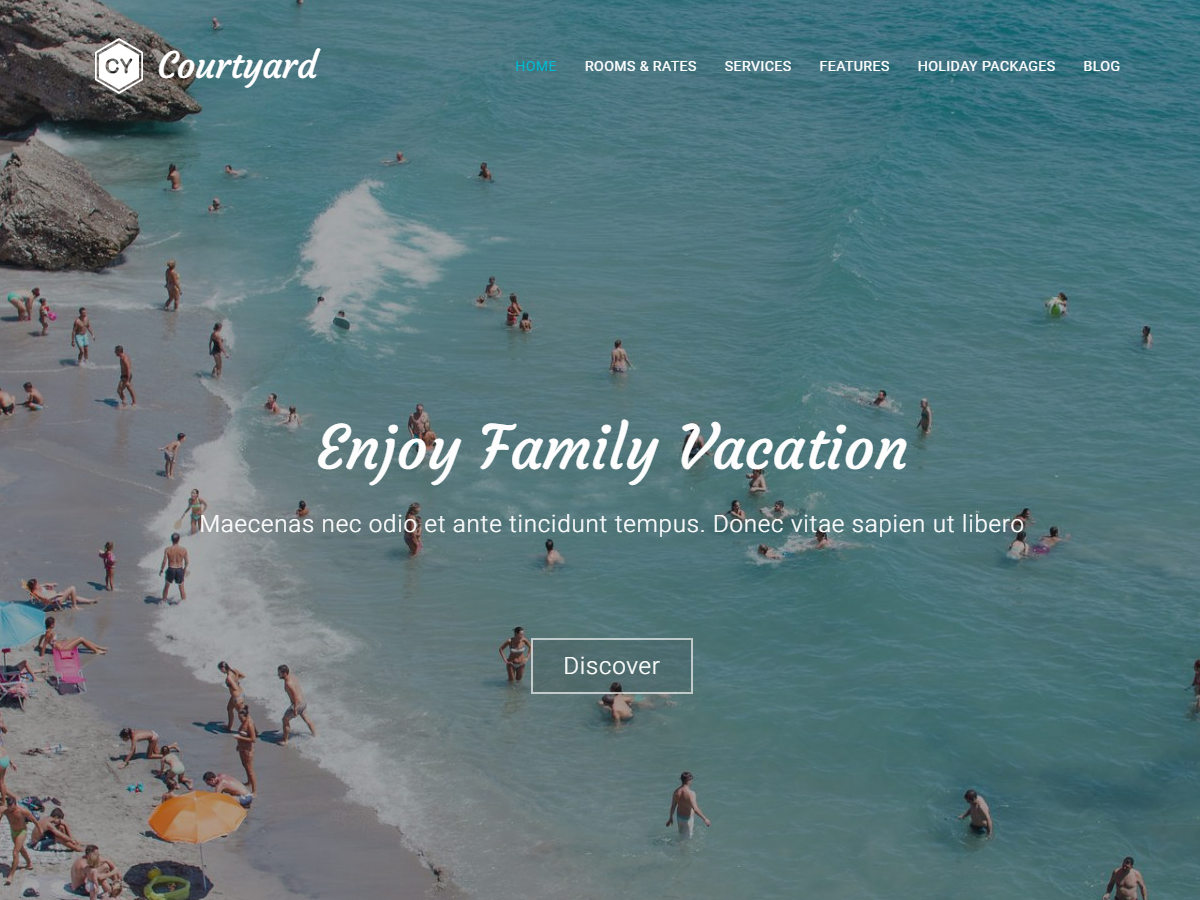 CY Courtyard
HOME ROOMS & RATES SERVICES FEATURES HOLIDAY PACKAGES BLOG
Enjoy Family Vacation
Maecenas nec odio et ante tincidunt tempus. Donec vitae sapien ut libero
Discover